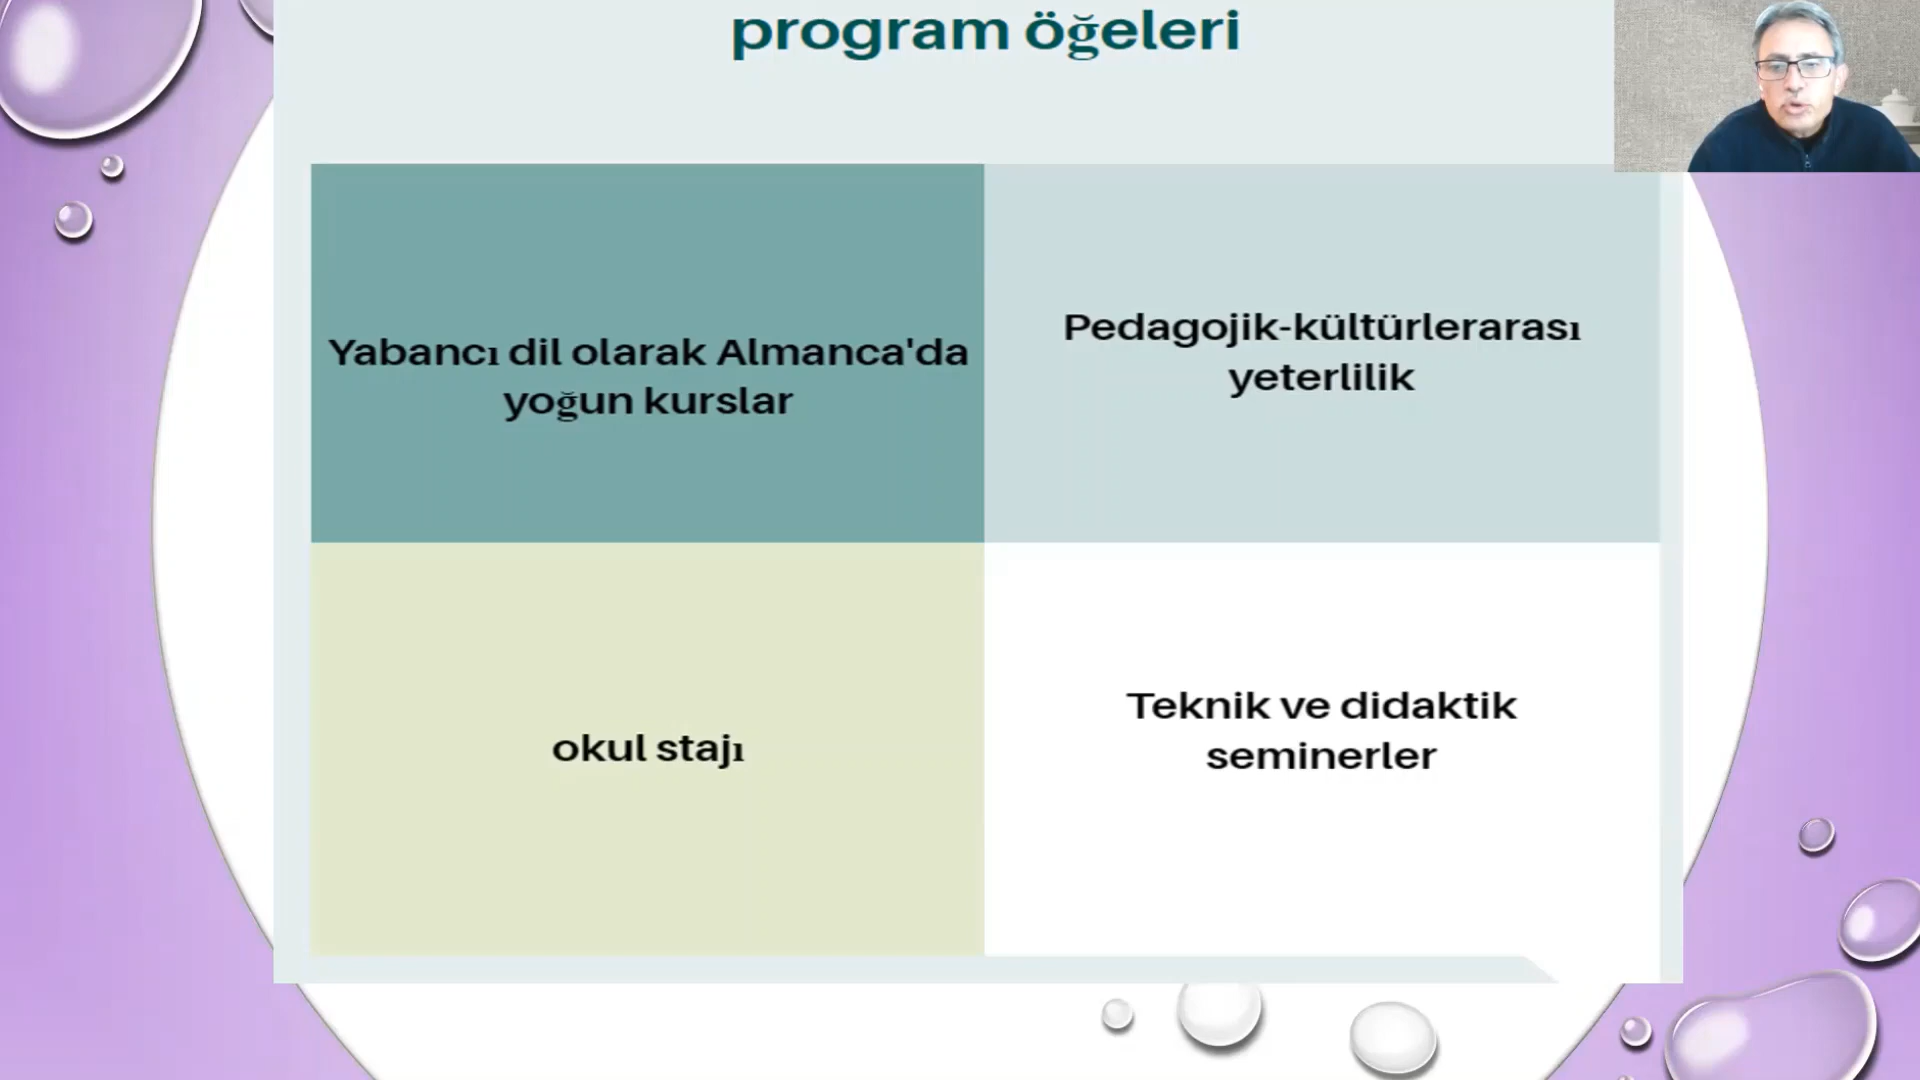 program öğeleri
Yabancı dil olarak Almanca'da
yoğun kurslar
Pedagojik-kültürlerarası
yeterlilik
okul stajı
Teknik ve didaktik
seminerler